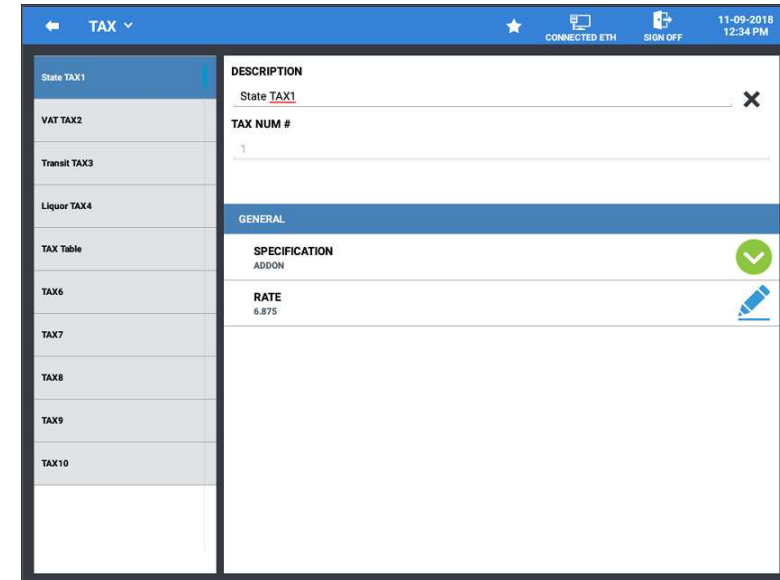 TAX
CONNECTED ETH
SIGN OFF
11-09-2018
12:34 PM
State TAX1
VAT TAX2
Transit TAX3
Liquor TAX4
TAX Table
TAX6
TAX7
TAX8
TAX9
TAX10
DESCRIPTION
State TAX1
TAX NUM #
1
GENERAL
SPECIFICATION
ADDON
RATE
6.875